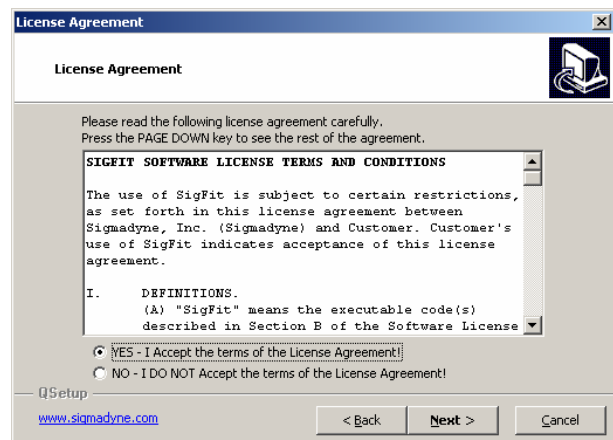 License Agreement
License Agreement
Please read the following license agreement carefully.
Press the PAGE DOWN key to see the rest of the agreement.
SIGFIT SOFTWARE LICENSE TERMS AND CONDITIONS
The use of SigFit is subject to certain restrictions,
as set forth in this license agreement between
Sigmadyne, Inc. (Sigmadyne) and Customer. Customer's
use of SigFit indicates acceptance of this license
agreement.
I. DEFINITIONS.
(A) "SigFit" means the executable code(s)
described in Section B of the Software License
YES - I Accept the terms of the License Agreement!
NO - I DO NOT Accept the terms of the License Agreement!
QSetup
www.sigmadyne.com
< Back
Next >
Cancel